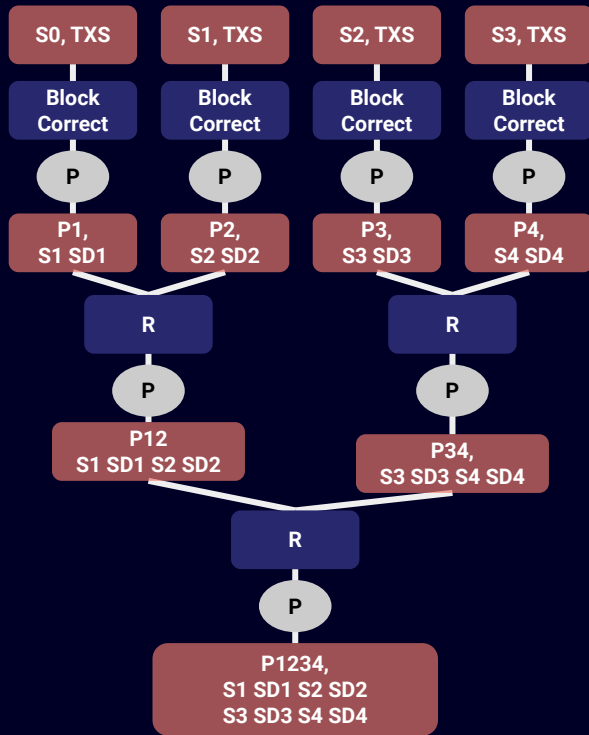 S0, TXS
S1, TXS
S2, TXS
S3, TXS
Block
Correct
Block
Correct
Block
Correct
Block
Correct
P
P
P
P
P1,
S1 SD1
P2,
S2 SD2
P3,
S3 SD3
P4,
S4 SD4
R
R
P
P
P12
S1 SD1 S2 SD2
P34,
S3 SD3 S4 SD4
R
P
P1234,
S1 SD1 S2 SD2
S3 SD3 S4 SD4